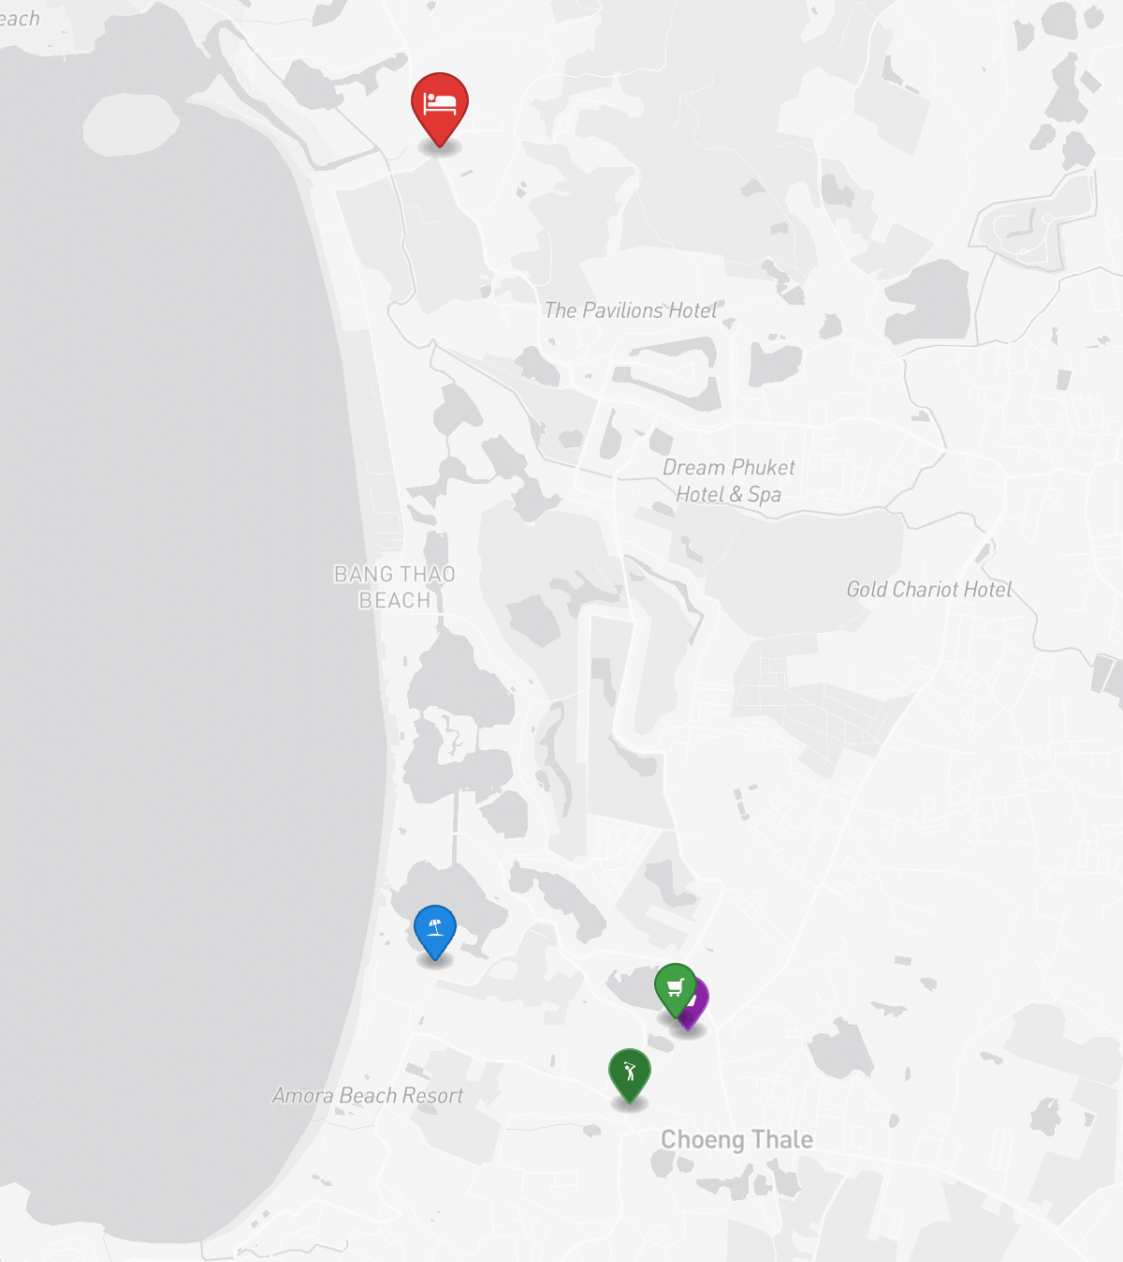 each
The Pavilions Hotel
Dream Phuket
Hotel & Spa
BANG THAO
BEACH
Gold Chariot Hotel
Amora Beach Resort
Choeng Thale